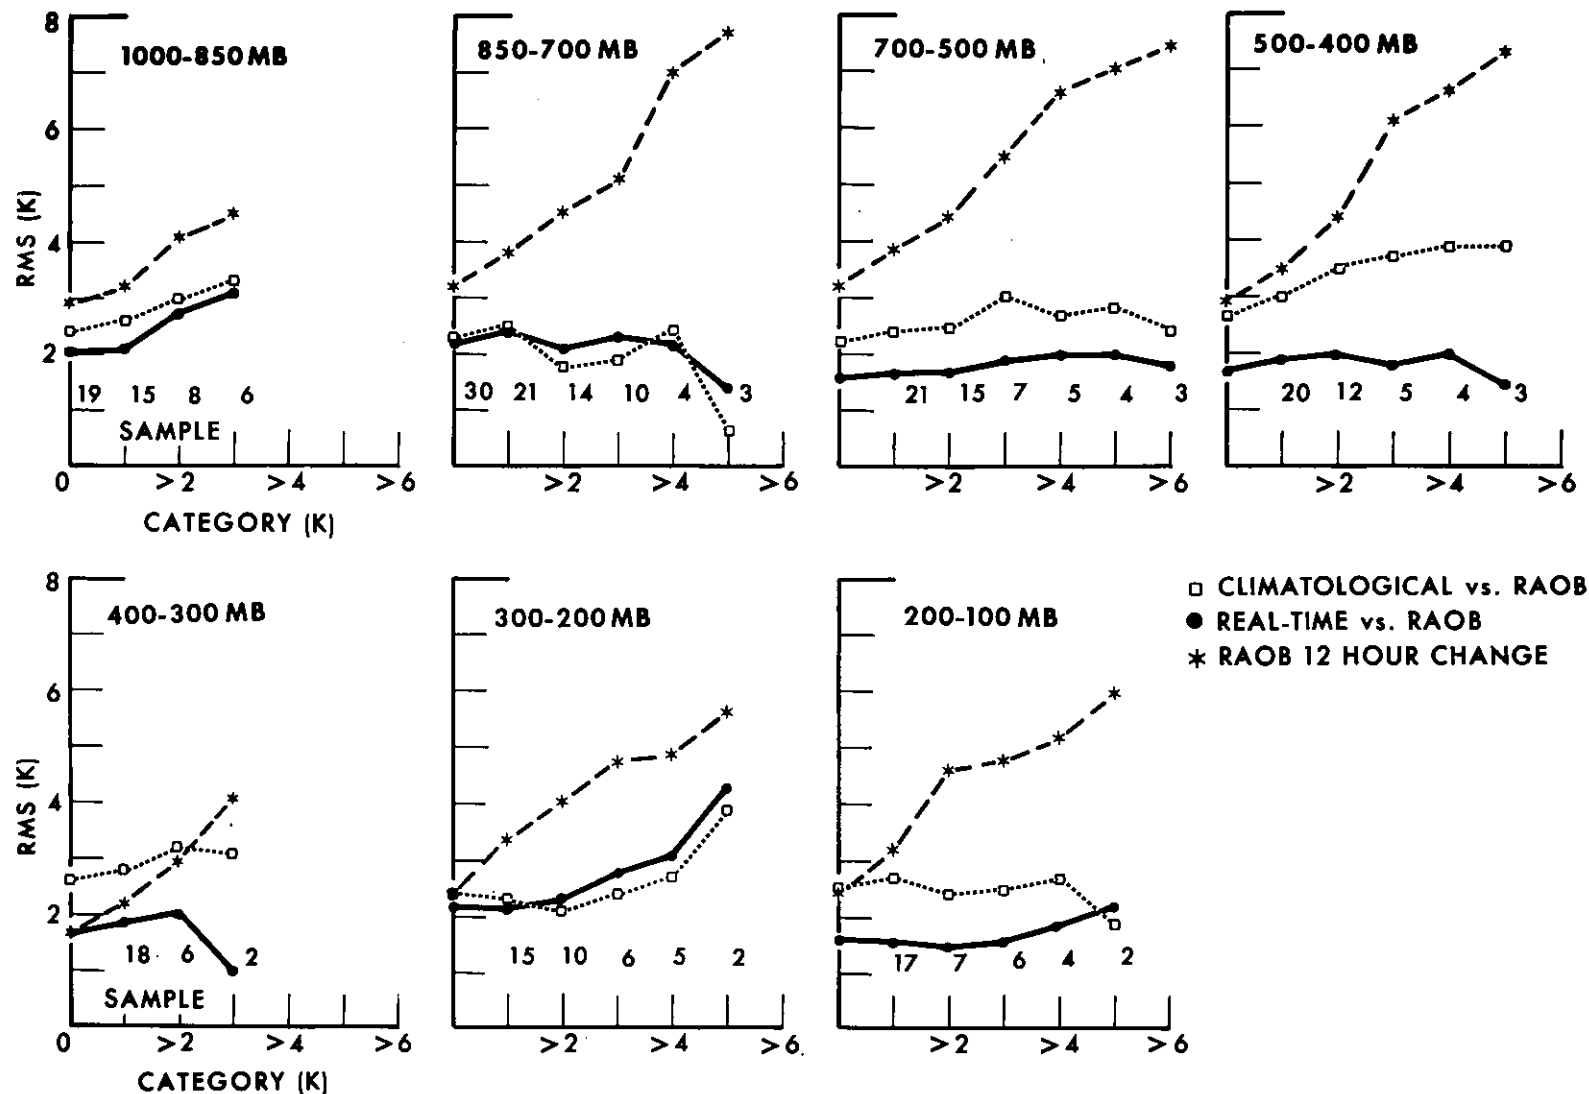 1000-850 MB
850-700 MB
700-500 MB
500-400 MB
8
6
4
2
RMS (K)
19 15 8 6
SAMPLE
30 21 14 10 4 3
21 15 7 5 4 3
20 12 5 4 3
0 >2 >4 >6
>2 >4 >6
>2 >4 >6
>2 >4 >6
CATEGORY (K)
400-300 MB
300-200 MB
200-100 MB
8
6
4
2
RMS (K)
□ CLIMATOLOGICAL vs. RAOB
● REAL-TIME vs. RAOB
* RAOB 12 HOUR CHANGE
18 6 2
SAMPLE
15 10 6 5 2
17 7 6 4 2
0 >2 >4 >6
>2 >4 >6
>2 >4 >6
CATEGORY (K)